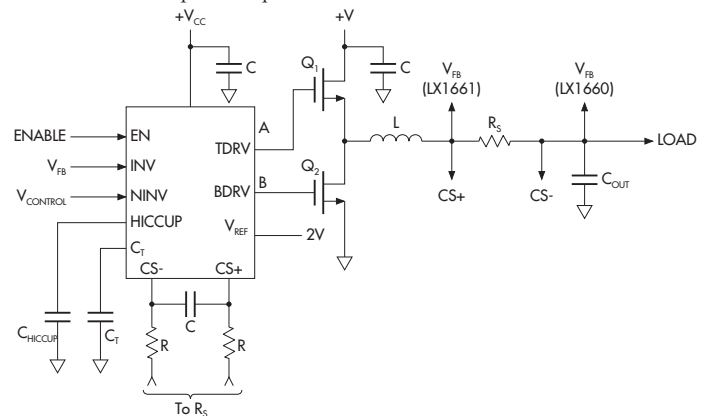 +VCC
+V
C
Q1
C
VFB
(LX1661)
VFB
(LX1660)
ENABLE
EN
A
TDRV
L
RS
LOAD
VFB
INV
Q2
VCONTROL
NINV
B
BDRV
CS+
CS-
COUT
HICCUP
VREF
2V
CT
CS-
CS+
C
CHICCUP
CT
R
R
To RS